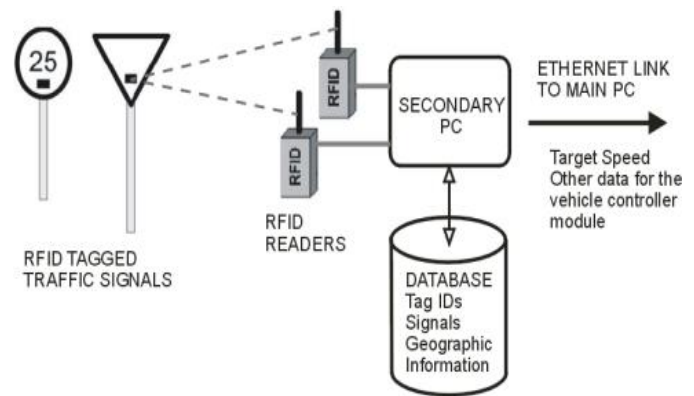 25
RFID TAGGED
TRAFFIC SIGNALS
RFID
RFID
RFID
READERS
SECONDARY
PC
DATABASE
Tag IDs
Signals
Geographic
Information
ETHERNET LINK
TO MAIN PC
Target Speed
Other data for the
vehicle controller
module